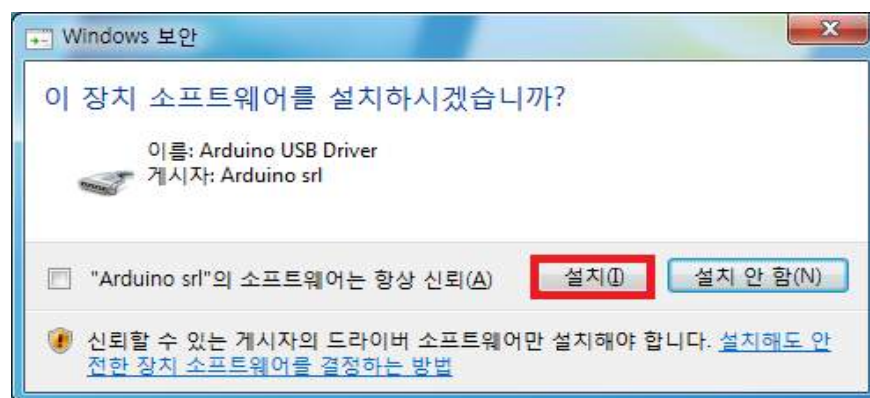 Windows 보안
이 장치 소프트웨어를 설치하시겠습니까?
이름: Arduino USB Driver
게시자: Arduino srl
"Arduino srl"의 소프트웨어는 항상 신뢰(A)
설치(I)
설치 안 함(N)
신뢰할 수 있는 게시자의 드라이버 소프트웨어만 설치해야 합니다. 설치해도 안
전한 장치 소프트웨어를 결정하는 방법